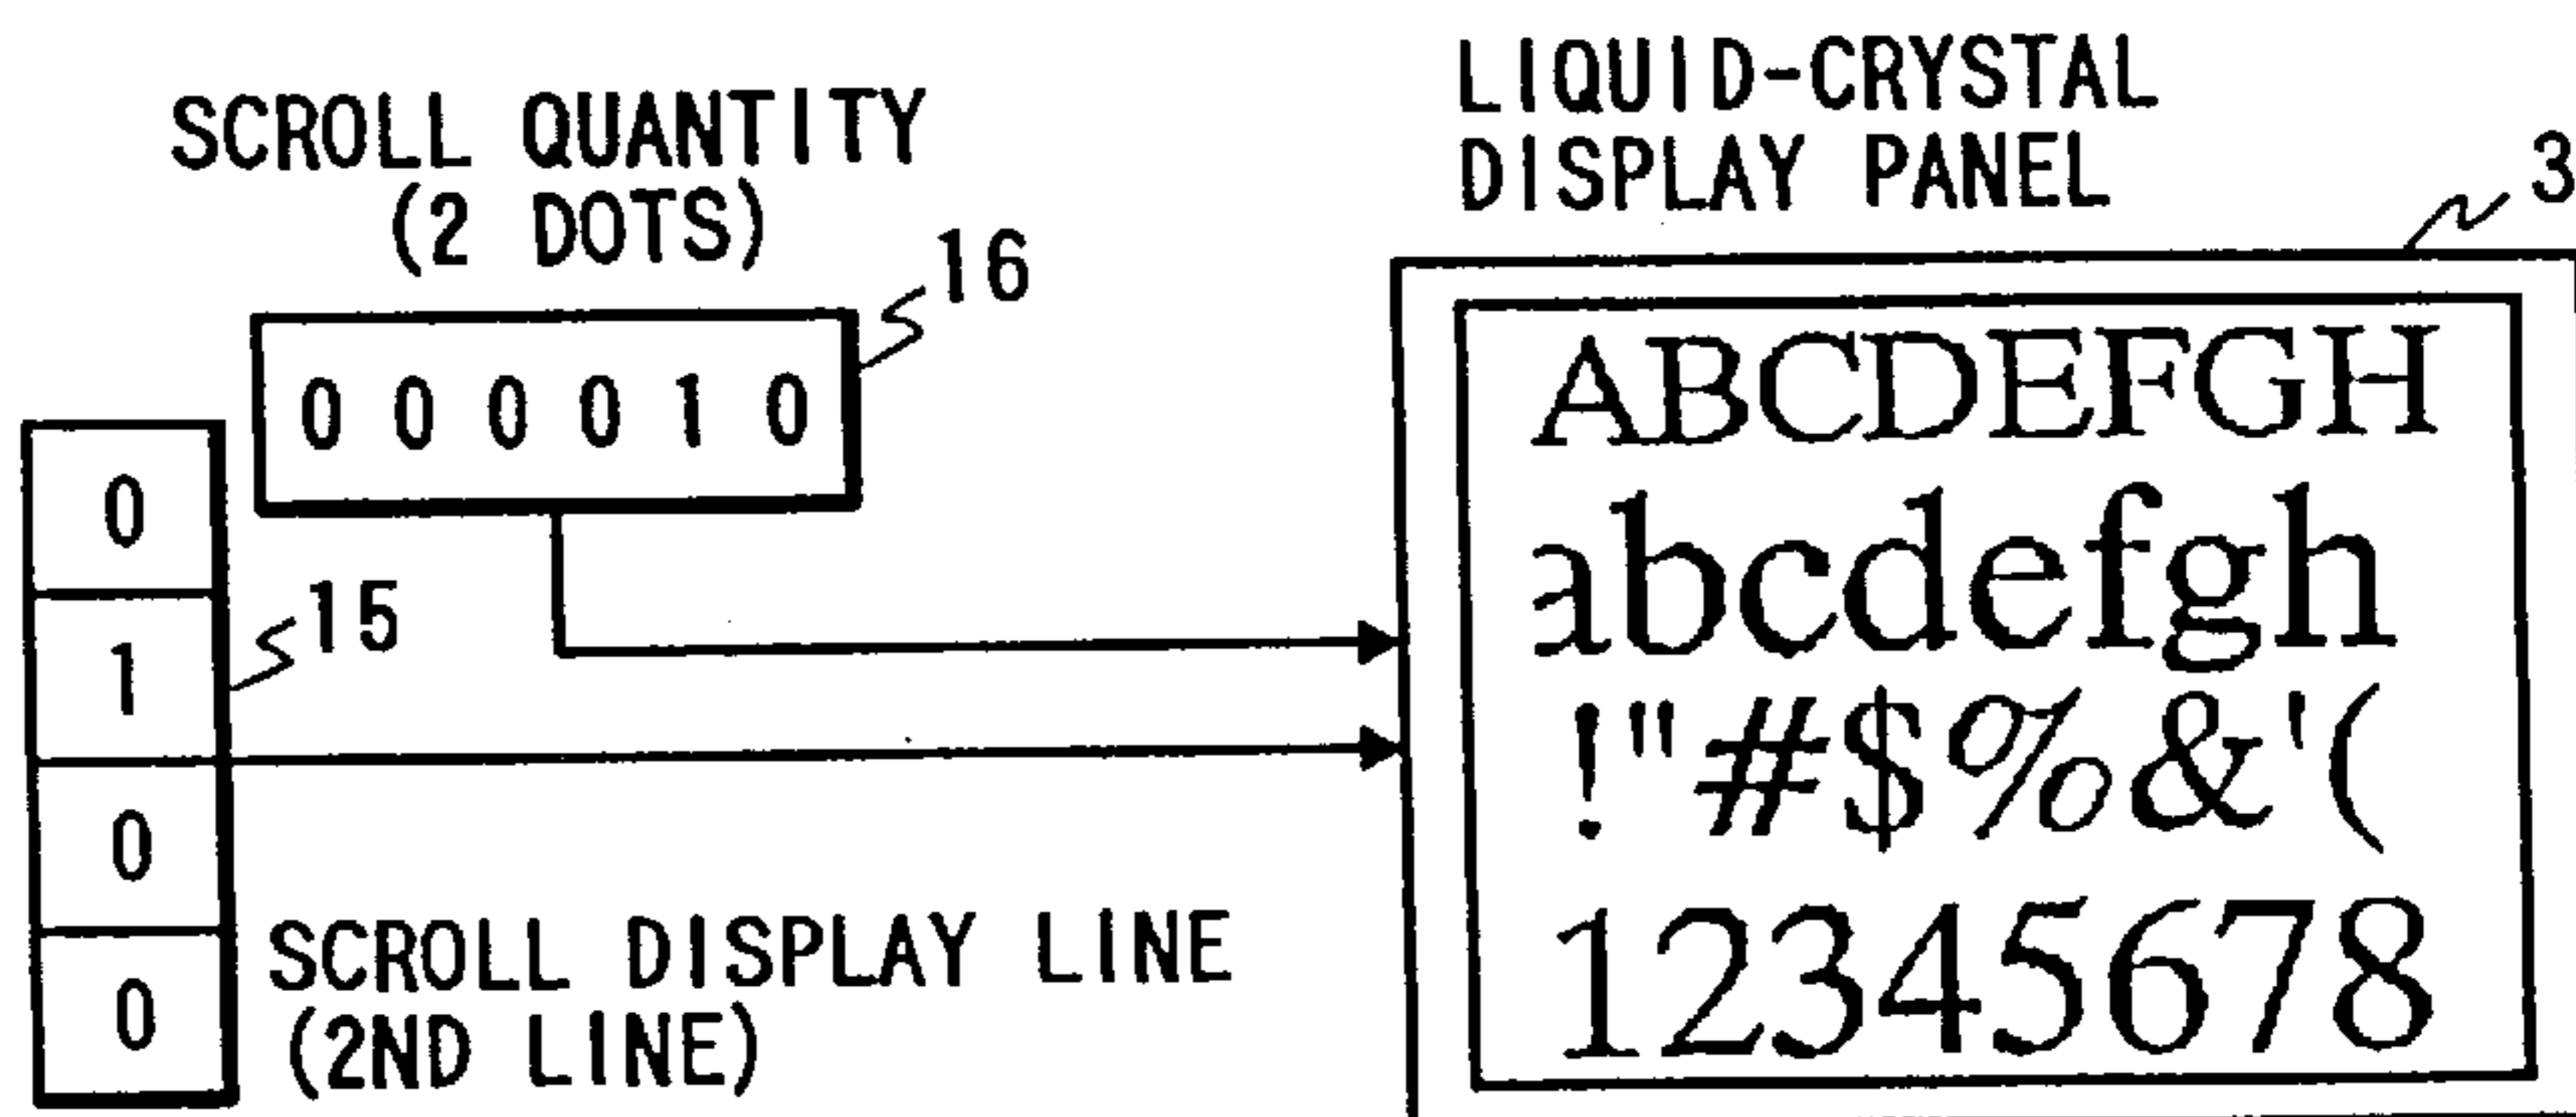 SCROLL QUANTITY
(2 DOTS)
16
0 0 0 0 1 0
0
1
0
0
15
SCROLL DISPLAY LINE
(2ND LINE)
LIQUID-CRYSTAL
DISPLAY PANEL
3
ABCDEFGH
abcdefgh
!"#$%&'(
12345678